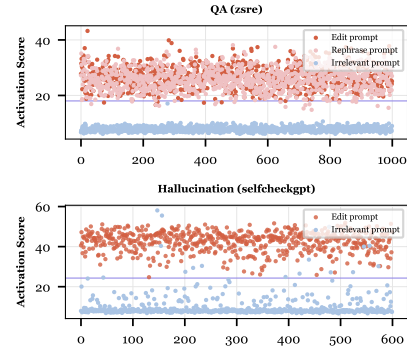 QA (zsre)
Activation Score
40
20
Edit prompt
Rephrase prompt
Irrelevant prompt
0 200 400 600 800 1000
Hallucination (selfcheckgpt)
Activation Score
60
40
20
Edit prompt
Irrelevant prompt
0 100 200 300 400 500 600